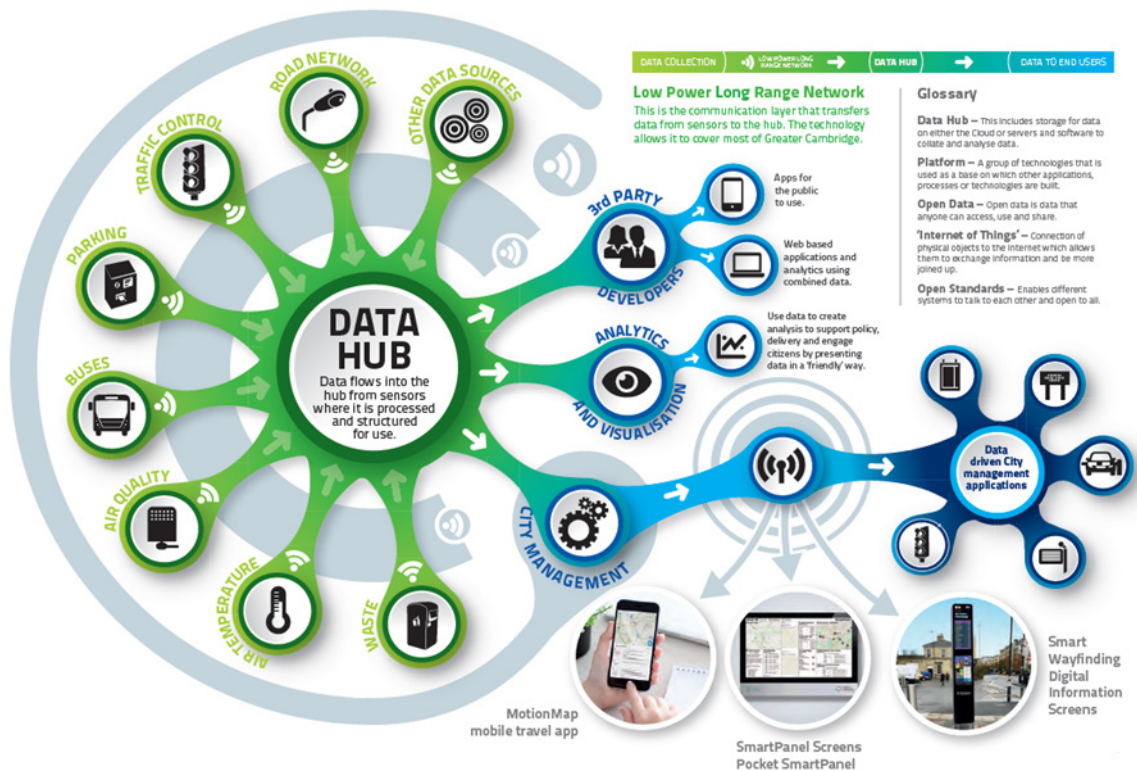 DATA COLLECTION
LOW POWER LONG
RANGE NETWORK
DATA HUB
DATA TO END USERS
Low Power Long Range Network
This is the communication layer that transfers
data from sensors to the hub. The technology
allows it to cover most of Greater Cambridge.
Glossary
Data Hub – This includes storage for data
on either the Cloud or servers and software to
collate and analyse data.
Platform – A group of technologies that is
used as a base on which other applications,
processes or technologies are built.
Open Data – Open data is data that
anyone can access, use and share.
'Internet of Things' – Connection of
physical objects to the Internet which allows
them to exchange information and be more
joined up.
Open Standards – Enables different
systems to talk to each other and open to all.
OTHER DATA SOURCES
ROAD NETWORK
TRAFFIC CONTROL
PARKING
BUSES
AIR QUALITY
AIR TEMPERATURE
WASTE
DATA
HUB
Data flows into the
hub from sensors
where it is processed
and structured
for use.
3rd PARTY
DEVELOPERS
Apps for
the public
to use.
Web based
applications and
analytics using
combined data.
ANALYTICS
AND VISUALISATION
Use data to create
analysis to support policy,
delivery and engage
citizens by presenting
data in a 'friendly' way.
CITY MANAGEMENT
Data
driven City
management
applications
MotionMap
mobile travel app
SmartPanel Screens
Pocket SmartPanel
Smart
Wayfinding
Digital
Information
Screens